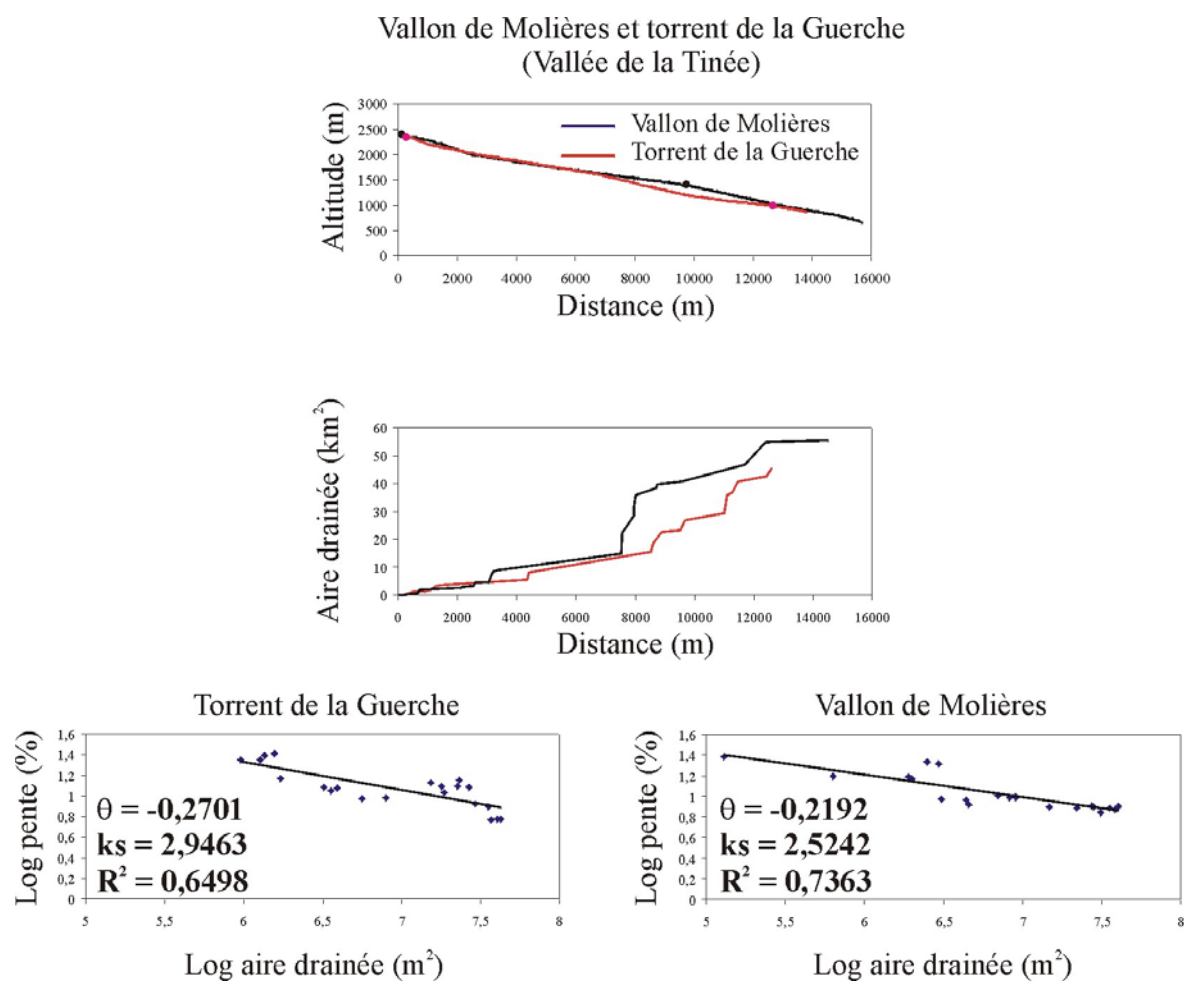 Vallon de Molières et torrent de la Guerche
(Vallée de la Tinée)
Altitude (m)
3000
2500
2000
1500
1000
500
0
Vallon de Molières
Torrent de la Guerche
0 2000 4000 6000 8000 10000 12000 14000 16000
Distance (m)
Aire drainée (km²)
60
50
40
30
20
10
0
0 2000 4000 6000 8000 10000 12000 14000 16000
Distance (m)
Torrent de la Guerche
Log pente (%)
1,6
1,4
1,2
1
0,8
0,6
0,4
0,2
0
θ = -0,2701
ks = 2,9463
R² = 0,6498
5 5,5 6 6,5 7 7,5 8
Log aire drainée (m²)
Vallon de Molières
Log pente (%)
1,6
1,4
1,2
1
0,8
0,6
0,4
0,2
0
θ = -0,2192
ks = 2,5242
R² = 0,7363
5 5,5 6 6,5 7 7,5 8
Log aire drainée (m²)